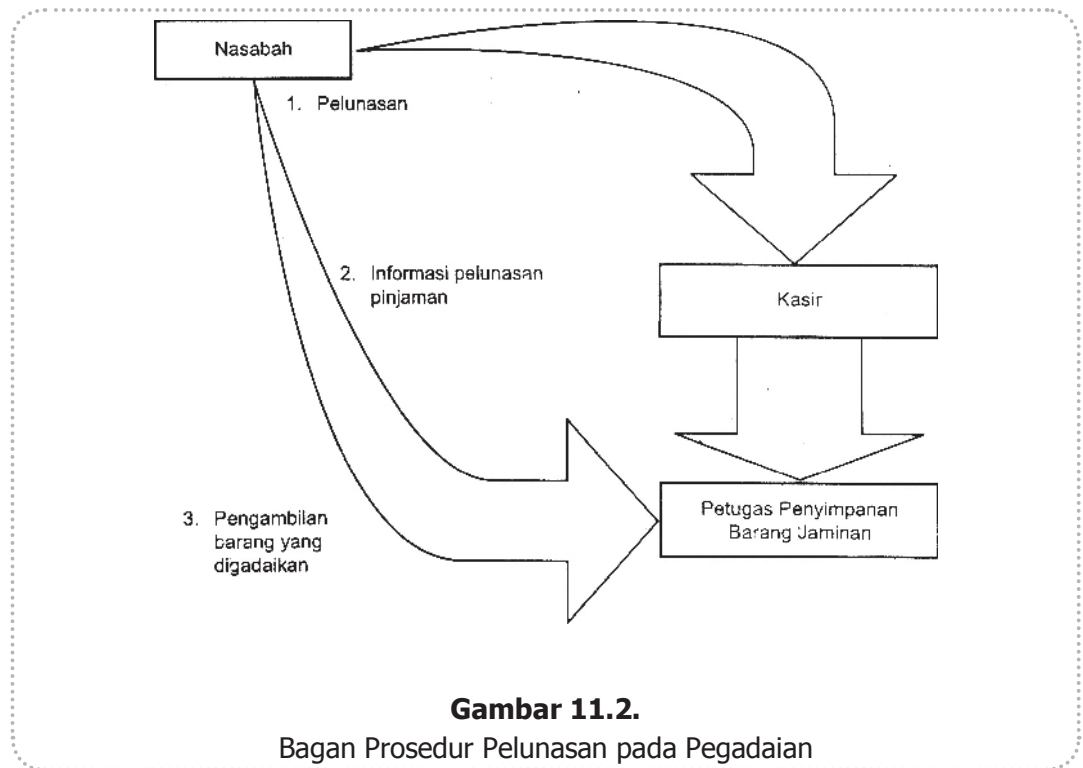 Nasabah
1. Pelunasan
2. Informasi pelunasan
pinjaman
Kasir
3. Pengambilan
barang yang
digadaikan
Petugas Penyimpanan
Barang Jaminan
Gambar 11.2.
Bagan Prosedur Pelunasan pada Pegadaian